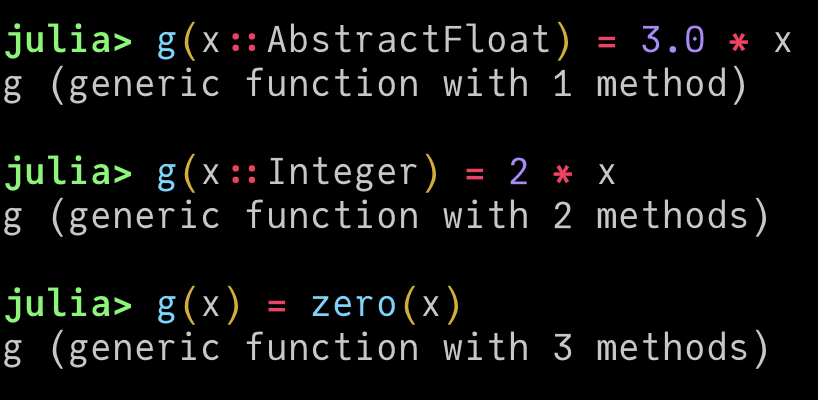 julia> g(x::AbstractFloat) = 3.0 * x
g (generic function with 1 method)
julia> g(x::Integer) = 2 * x
g (generic function with 2 methods)
julia> g(x) = zero(x)
g (generic function with 3 methods)